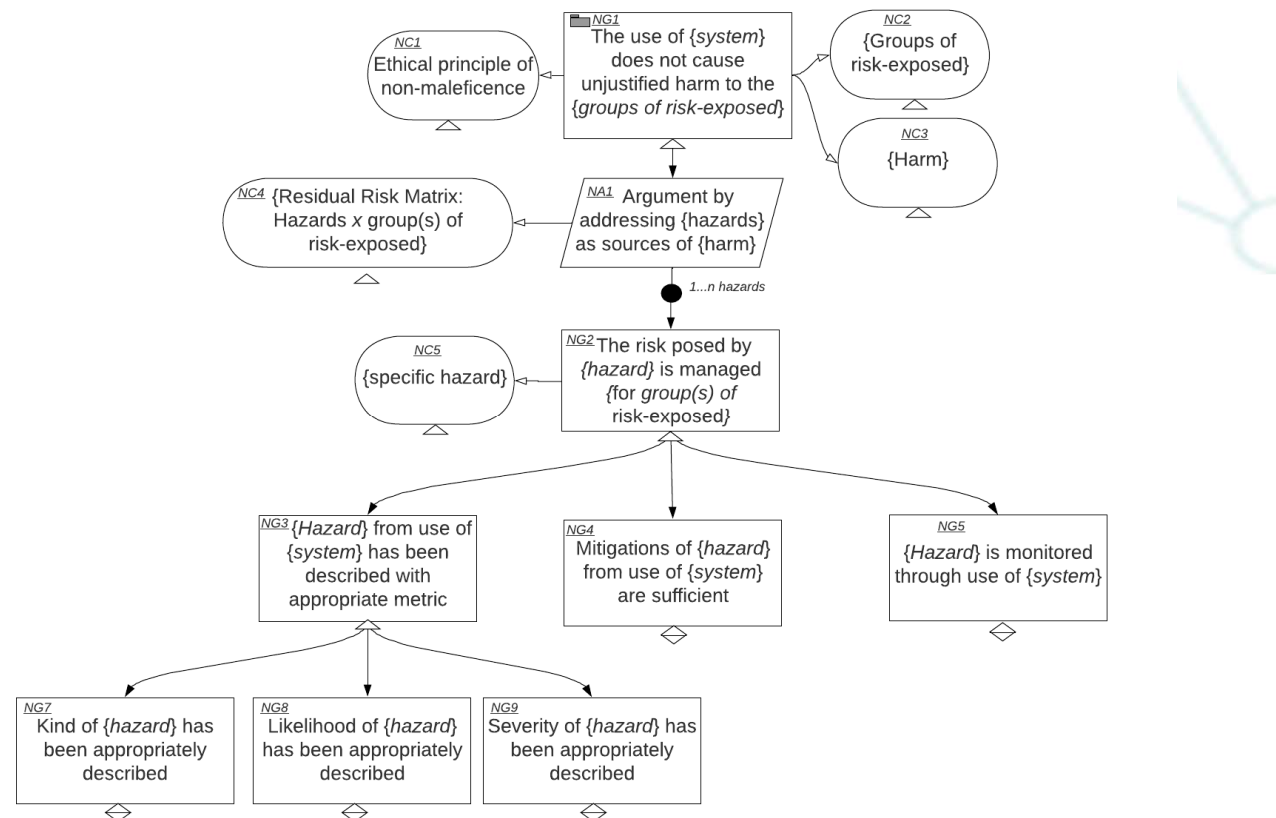 NG1
The use of {system}
does not cause
unjustified harm to the
{groups of risk-exposed}
NC1
Ethical principle of
non-maleficence
NC2
{Groups of
risk-exposed}
NC3
{Harm}
NC4 {Residual Risk Matrix:
Hazards x group(s) of
risk-exposed}
NA1 Argument by
addressing {hazards}
as sources of {harm}
1...n hazards
NC5
{specific hazard}
NG2 The risk posed by
{hazard} is managed
{for group(s) of
risk-exposed}
NG3 {Hazard} from use of
{system} has been
described with
appropriate metric
NG4
Mitigations of {hazard}
from use of {system}
are sufficient
NG5
{Hazard} is monitored
through use of {system}
NG7
Kind of {hazard} has
been appropriately
described
NG8
Likelihood of {hazard}
has been appropriately
described
NG9
Severity of {hazard} has
been appropriately
described